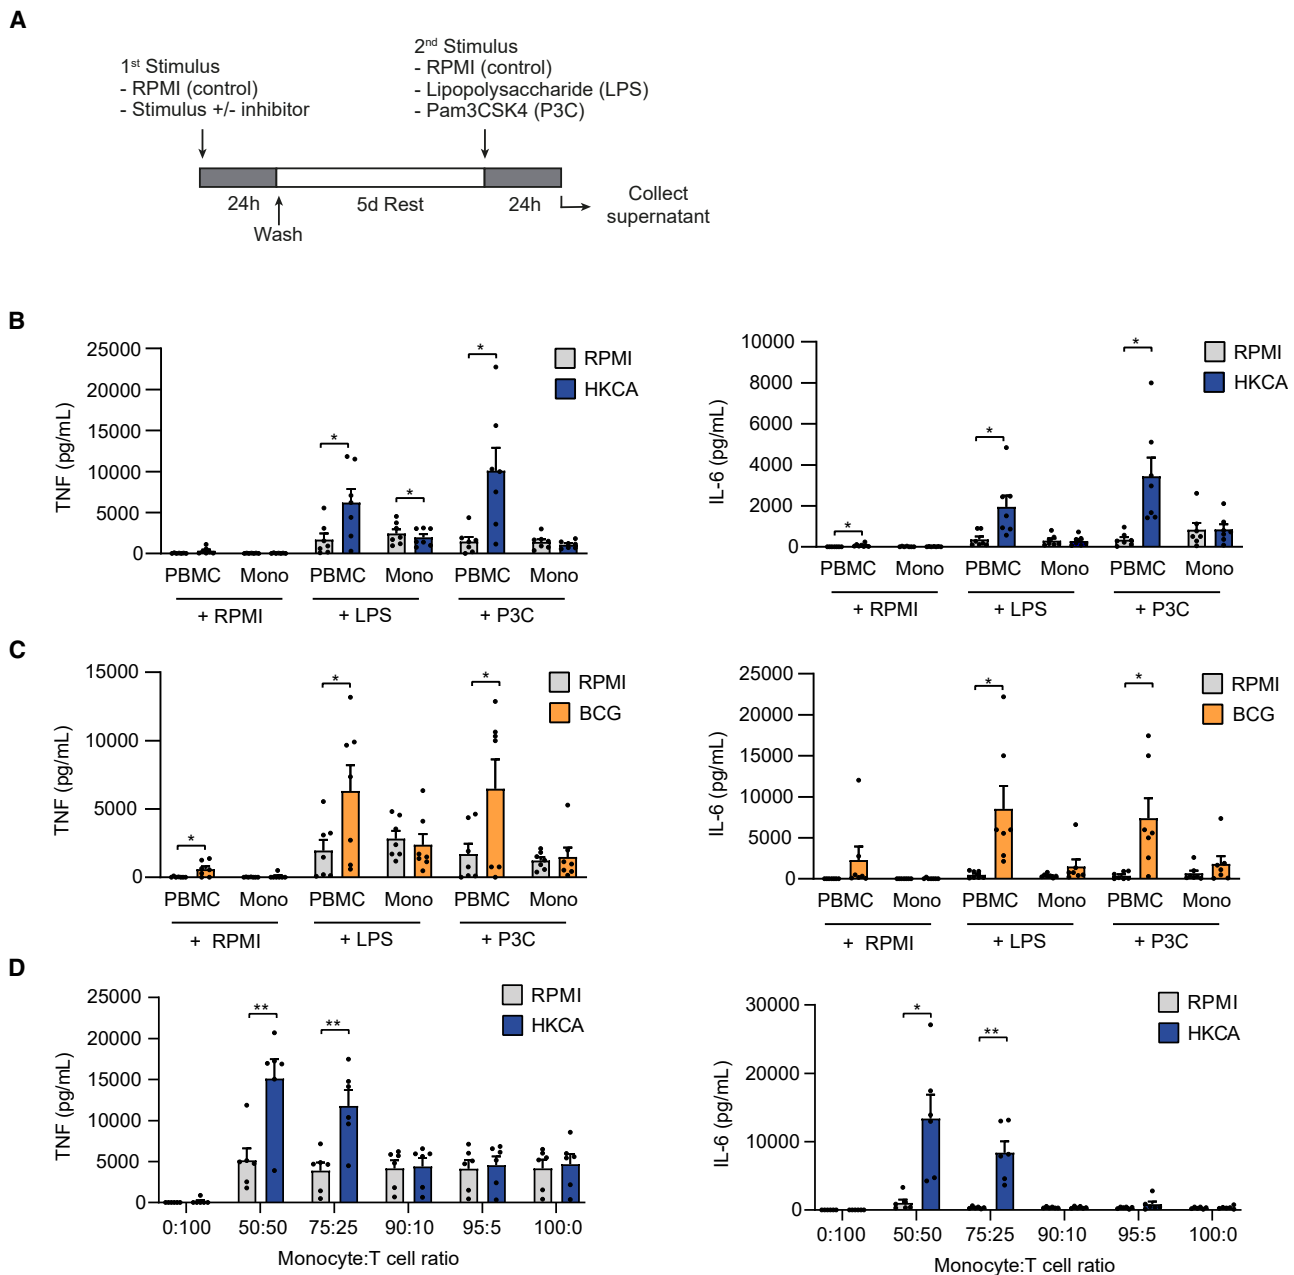 A
1st Stimulus
- RPMI (control)
- Stimulus +/- inhibitor
2nd Stimulus
- RPMI (control)
- Lipopolysaccharide (LPS)
- Pam3CSK4 (P3C)
24h
5d Rest
24h
Wash
Collect
supernatant
B
TNF (pg/mL)
25000
20000
15000
10000
5000
0
* * *
RPMI
HKCA
PBMC Mono PBMC Mono PBMC Mono
+ RPMI + LPS + P3C
IL-6 (pg/mL)
10000
8000
6000
4000
2000
0
* * *
RPMI
HKCA
PBMC Mono PBMC Mono PBMC Mono
+ RPMI + LPS + P3C
C
TNF (pg/mL)
15000
10000
5000
0
* * *
RPMI
BCG
PBMC Mono PBMC Mono PBMC Mono
+ RPMI + LPS + P3C
IL-6 (pg/mL)
25000
20000
15000
10000
5000
0
* *
RPMI
BCG
PBMC Mono PBMC Mono PBMC Mono
+ RPMI + LPS + P3C
D
TNF (pg/mL)
25000
20000
15000
10000
5000
0
** **
RPMI
HKCA
0:100 50:50 75:25 90:10 95:5 100:0
Monocyte:T cell ratio
IL-6 (pg/mL)
30000
20000
10000
0
* **
RPMI
HKCA
0:100 50:50 75:25 90:10 95:5 100:0
Monocyte:T cell ratio